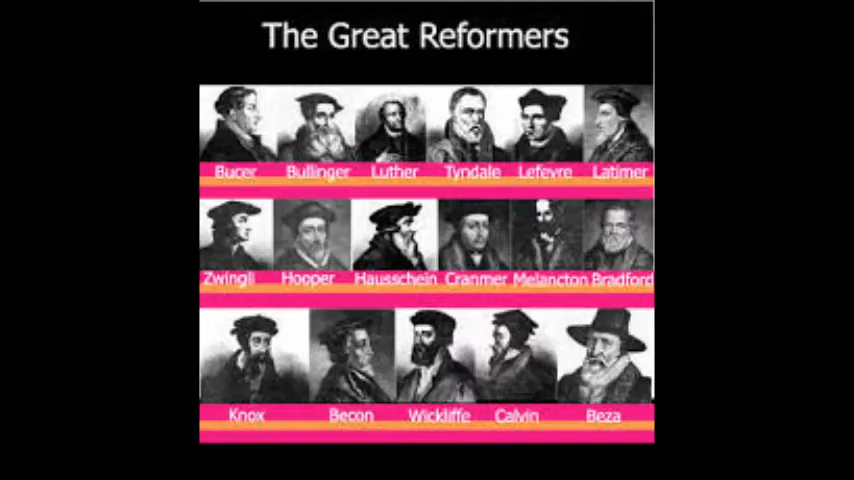 The Great Reformers
Bucer Bullinger Luther Tyndale Lefevre Latimer
Zwingli Hooper Hausschein Cranmer Melancton Bradford
Knox Becon Wickliffe Calvin Beza